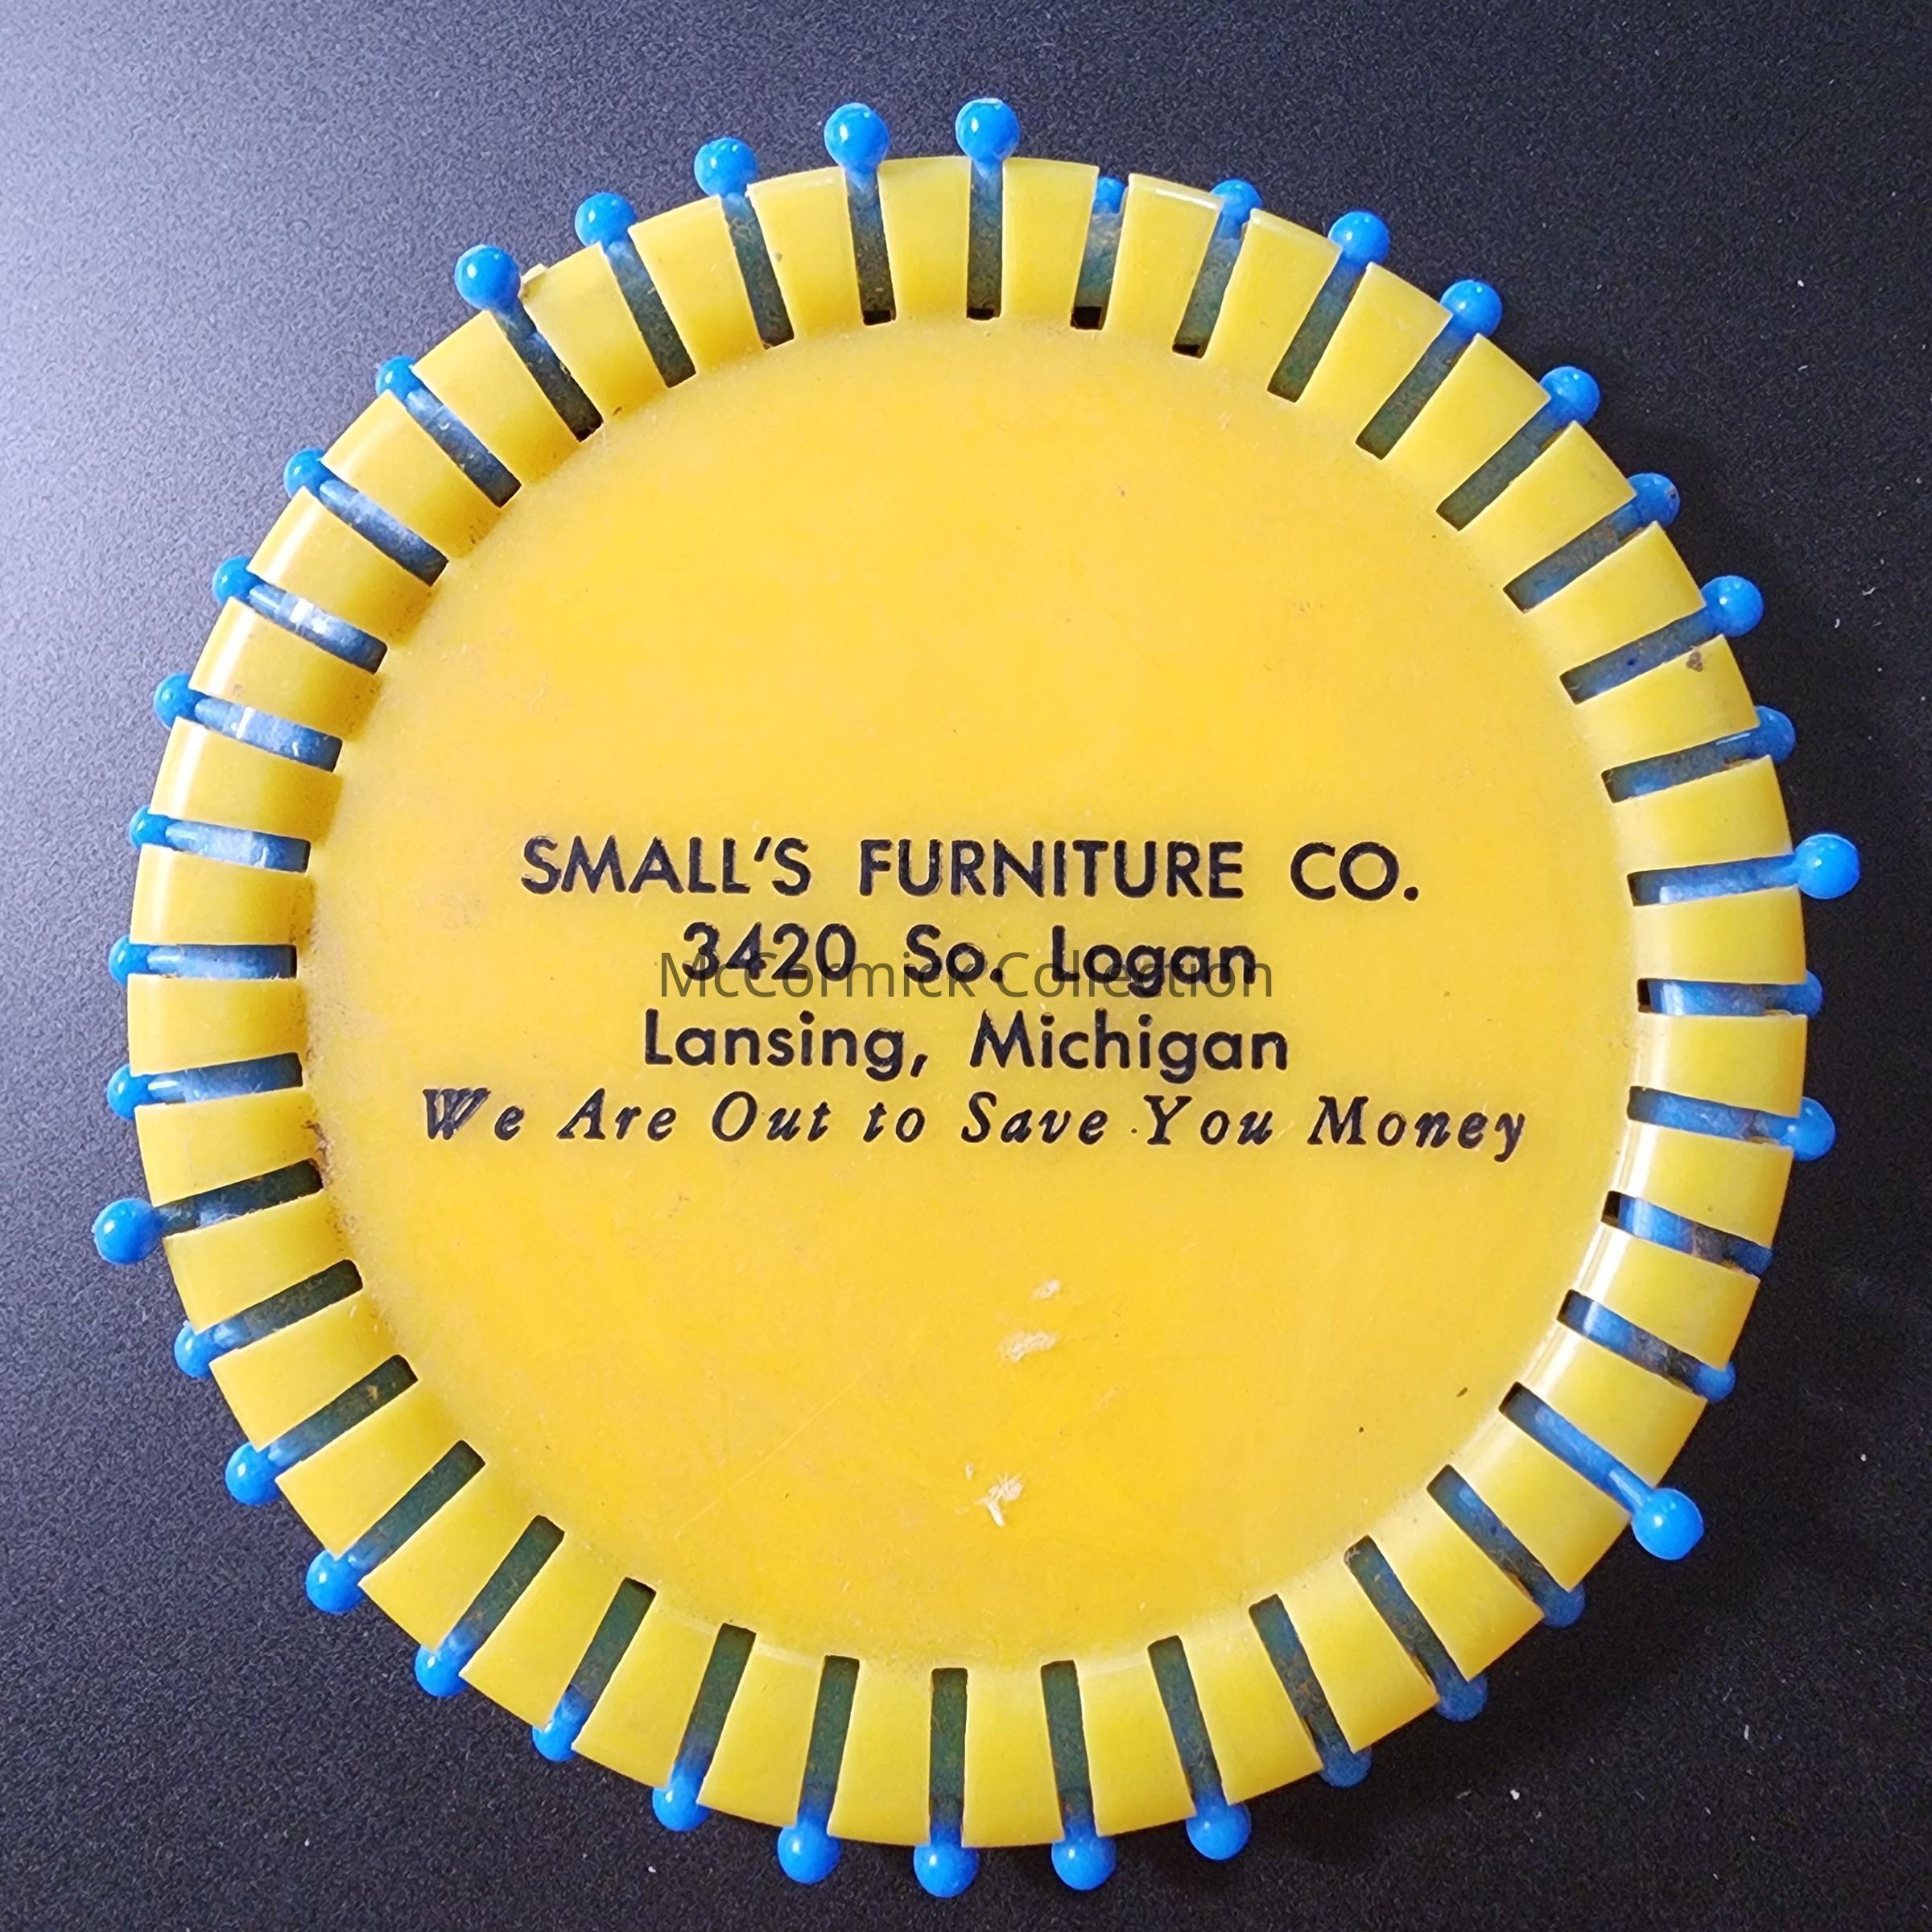 SMALL'S FURNITURE CO.
3420 So. Logan
McCormick Collection
Lansing, Michigan
We Are Out to Save You Money